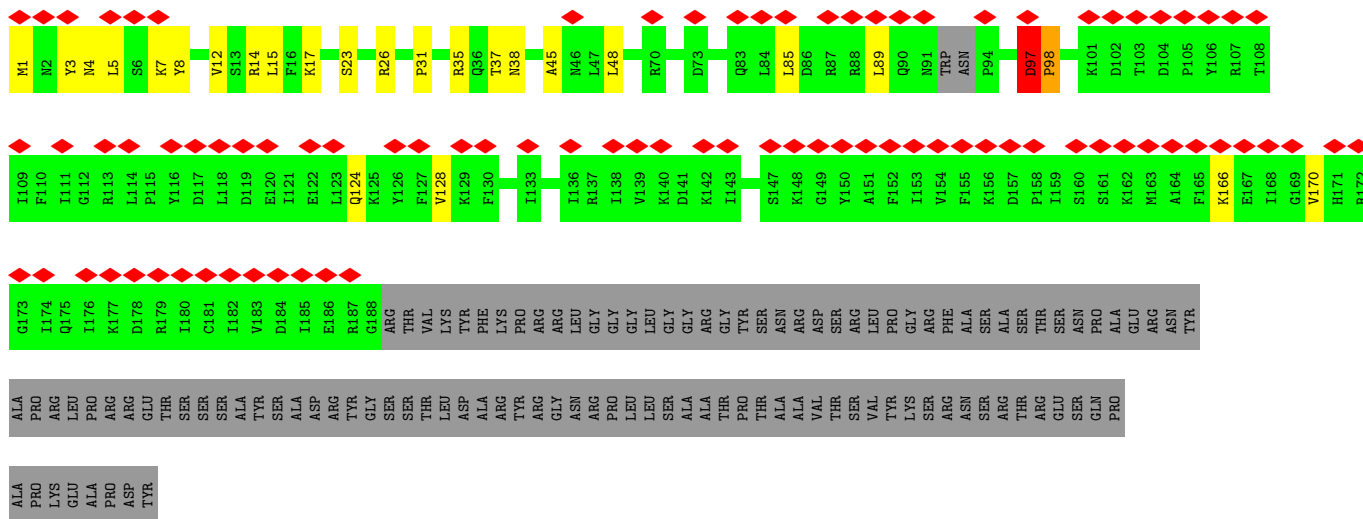 M1 N2 Y3 N4 L5 S6 K7 Y8 V12 S13 R14 L15 F16 K17 S23 R26 P31 R35 Q36 T37 N38 A45 N46 L47 L48 R70 D73 Q83 L84 L85 D86 R87 R88 L89 Q90 N91 TRP ASN P94 D97 P98 K101 D102 T103 D104 P105 Y106 R107 T108
I109 F110 I111 G112 R113 L114 P115 Y116 D117 L118 D119 E120 I121 E122 L123 Q124 K125 Y126 F127 V128 K129 F130 I133 I136 R137 I138 V139 K140 D141 K142 I143 S147 K148 G149 Y150 A151 F152 I153 V154 F155 K156 D157 P158 I159 S160 S161 K162 M163 A164 F165 K166 E167 I168 G169 V170 H171 R172
G173 I174 Q175 I176 K177 D178 R179 I180 C181 I182 V183 D184 I185 E186 R187 G188 ARG THR VAL LYS TYR PHE LYS PRO ARG ARG LEU GLY GLY GLY LEU GLY GLY ARG GLY TYR SER ASN ARG ASP SER ARG LEU PRO GLY ARG PHE ALA SER ALA SER THR SER ASN PRO ALA GLU ARG ASN TYR
ALA PRO ARG LEU PRO ARG ARG GLU THR SER SER SER ALA TYR SER ALA ASP ARG TYR GLY SER SER THR LEU ASP ALA ARG TYR ARG GLY ASN ARG PRO LEU LEU SER ALA ALA THR PRO THR ALA ALA VAL THR SER VAL TYR LYS SER ARG ASN SER ARG THR ARG GLU SER GLN PRO
ALA PRO LYS GLU ALA PRO ASP TYR